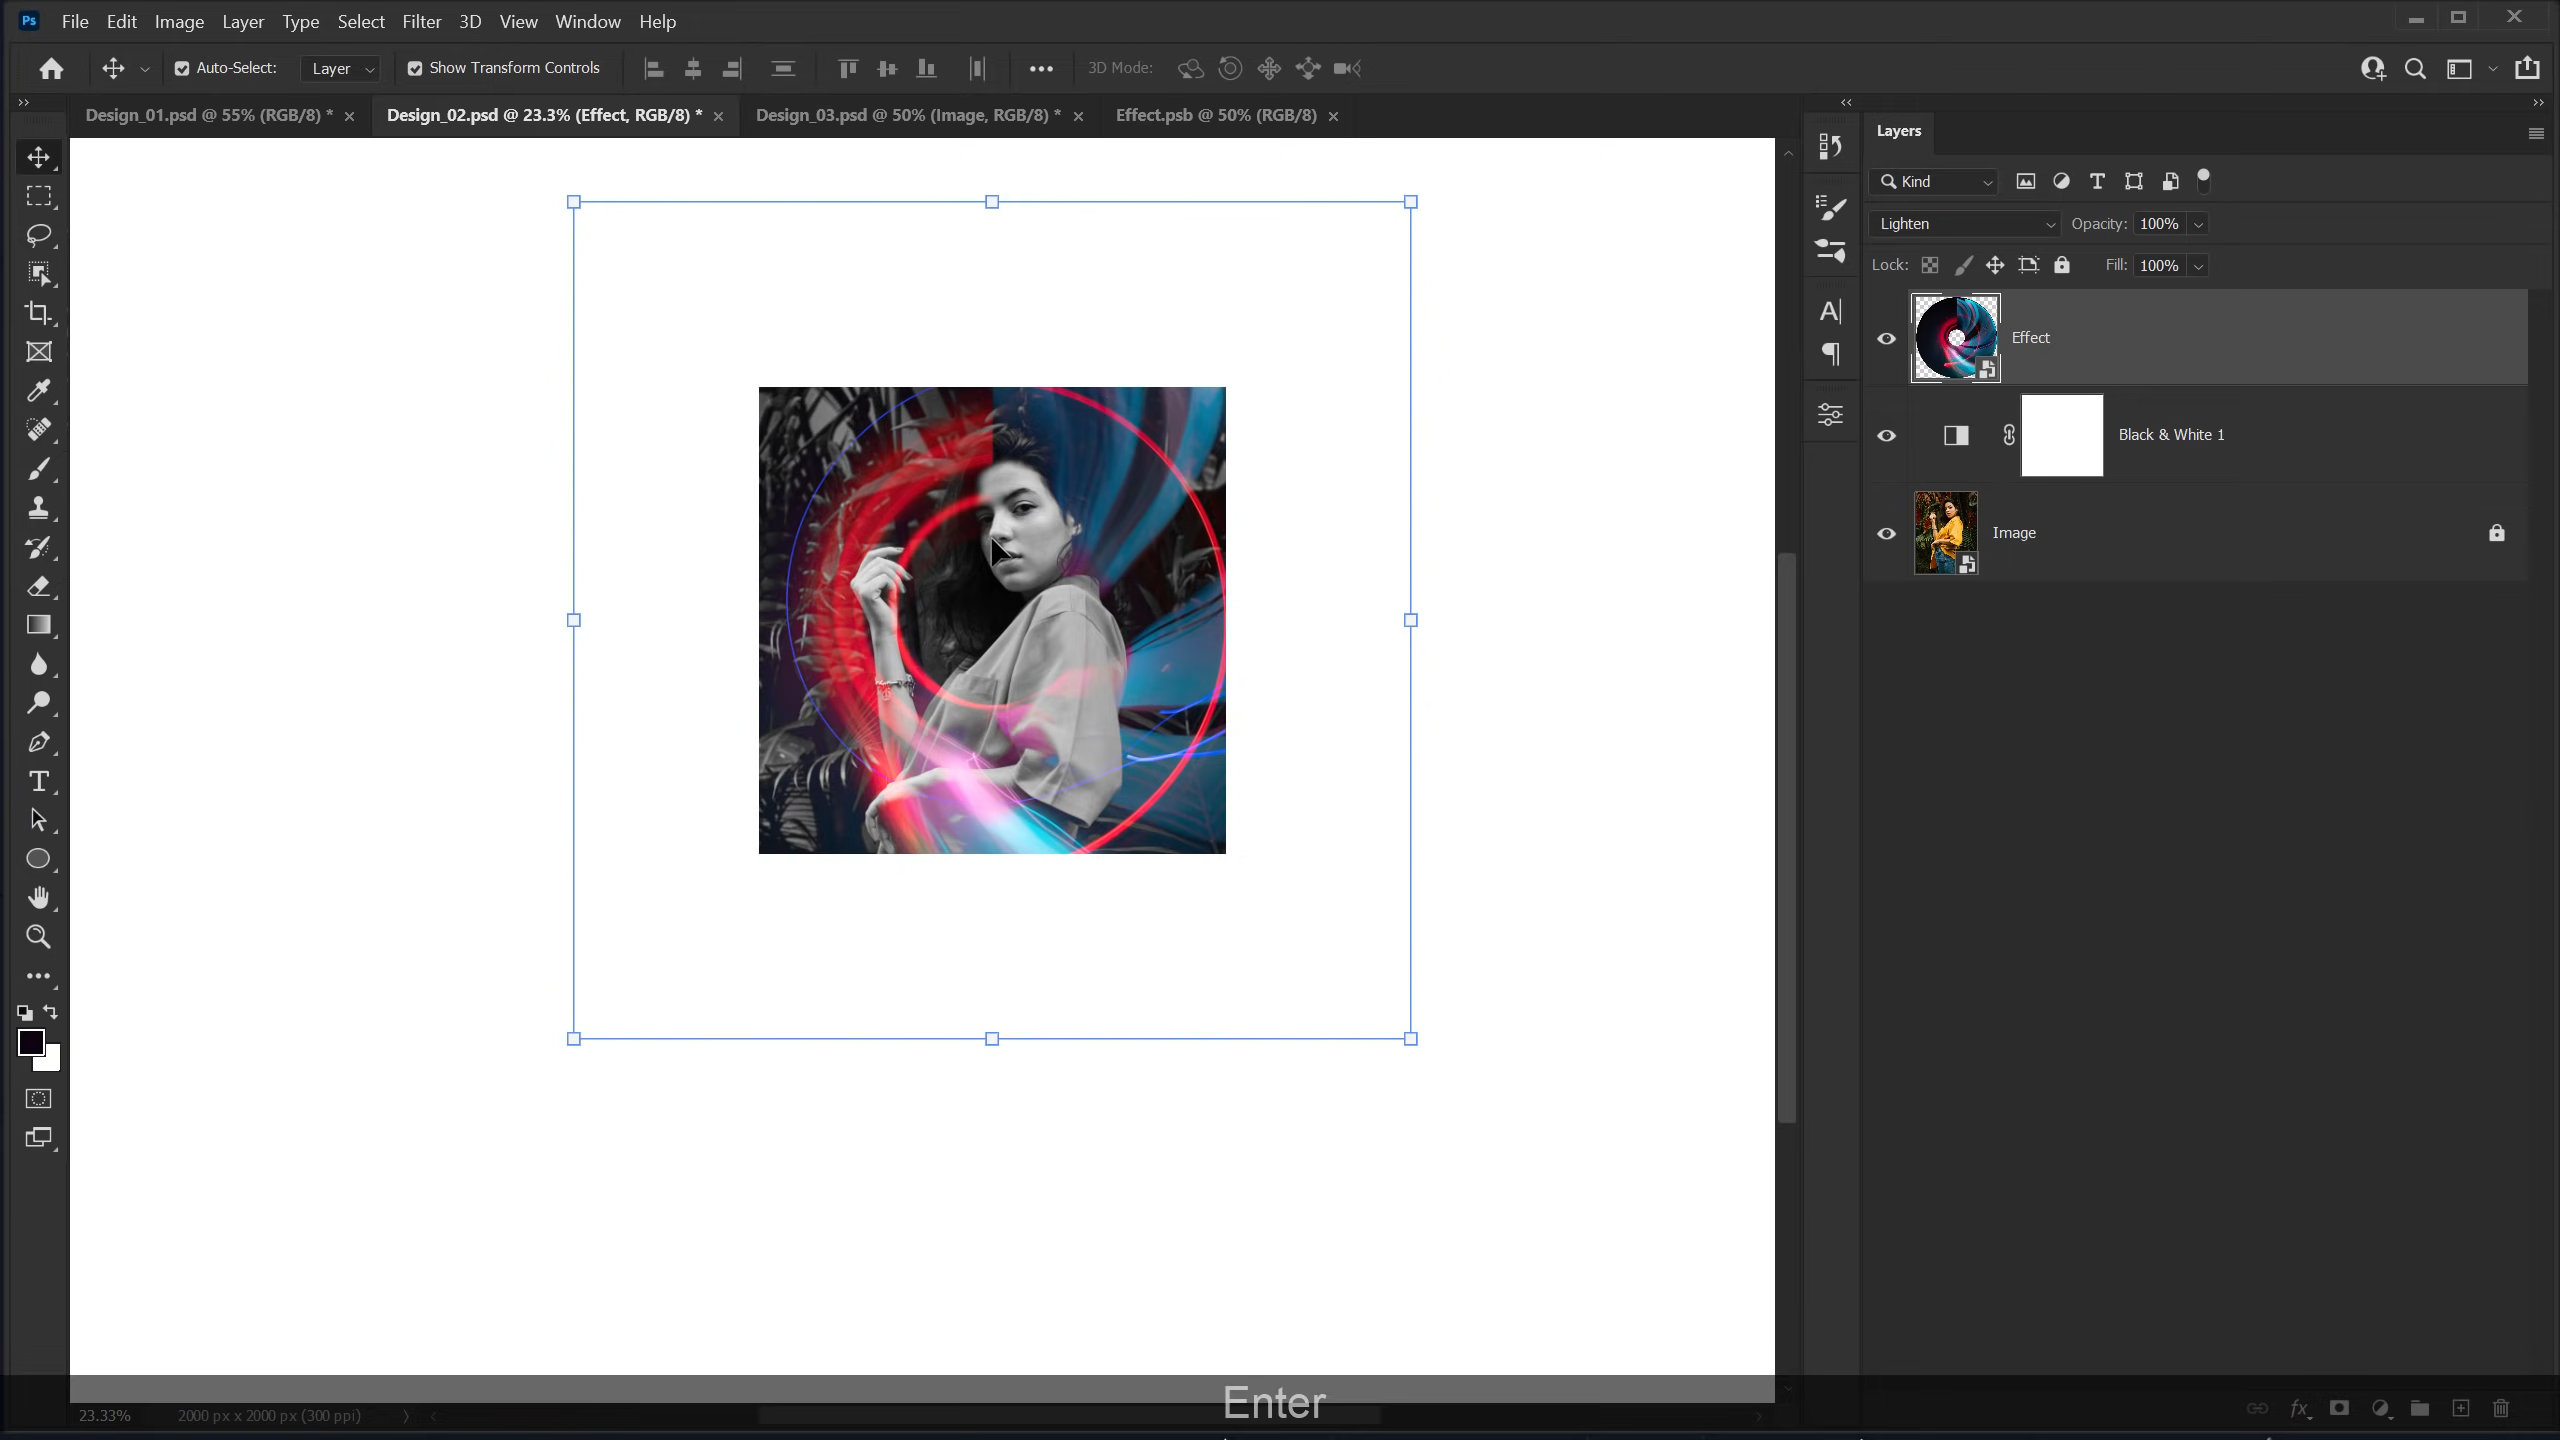 Ps File Edit Image Layer Type Select Filter 3D View Window Help
Auto-Select: Layer Show Transform Controls 3D Mode:
Design_01.psd @ 55% (RGB/8) * Design_02.psd @ 23.3% (Effect, RGB/8) * Design_03.psd @ 50% (Image, RGB/8) * Effect.psb @ 50% (RGB/8)
Layers
Kind
Lighten Opacity: 100%
Lock: Fill: 100%
Effect
Black & White 1
Image
Enter
23.33% 2000 px x 2000 px (300 ppi)